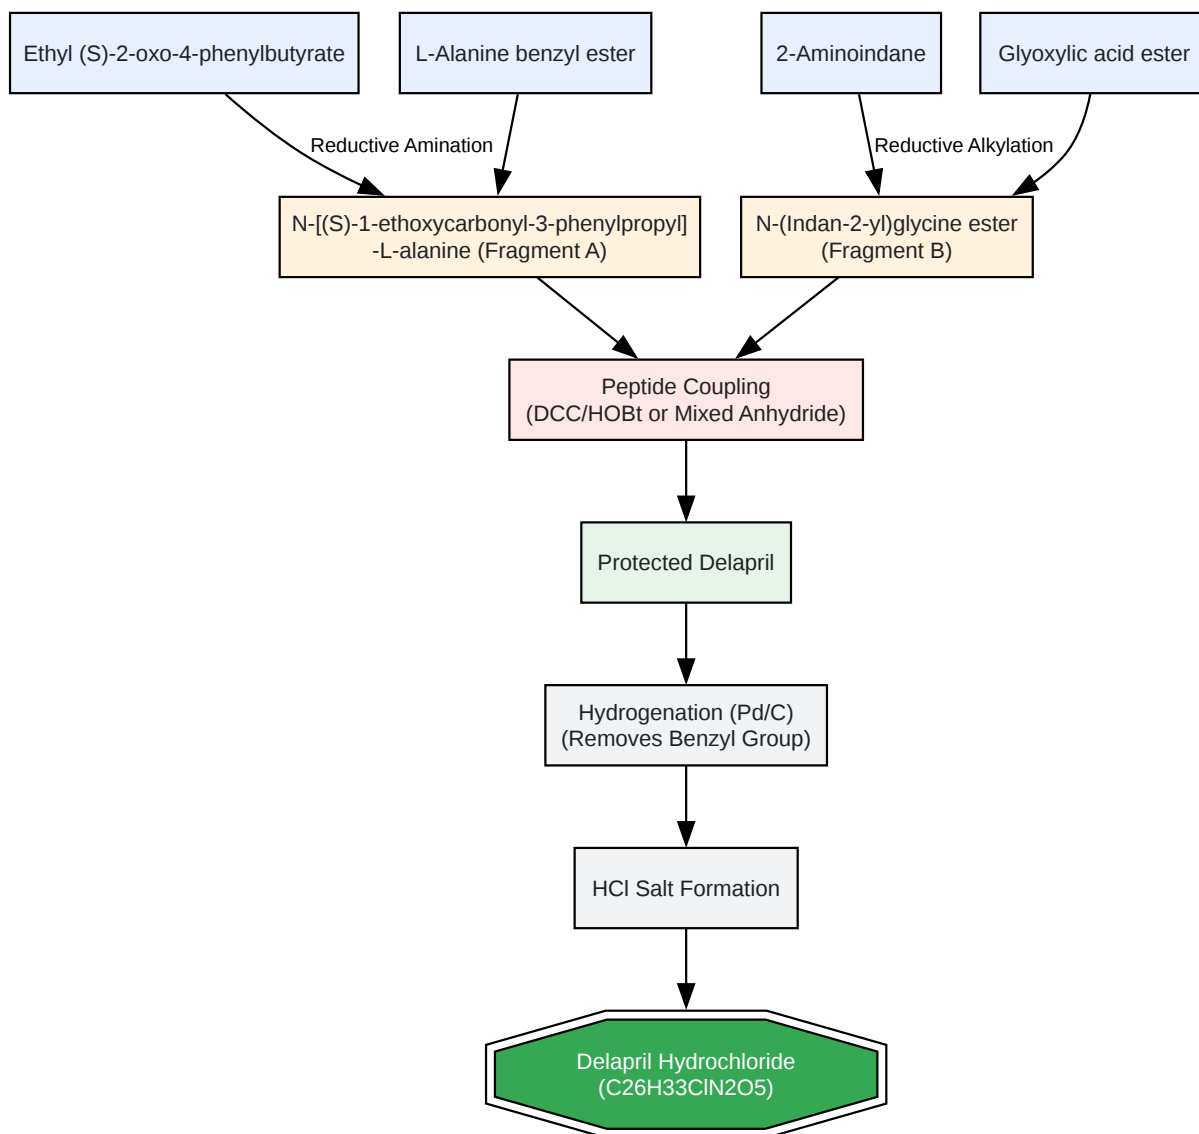 Ethyl (S)-2-oxo-4-phenylbutyrate
L-Alanine benzyl ester
2-Aminoindane
Glyoxylic acid ester
Reductive Amination
Reductive Alkylation
N-[(S)-1-ethoxycarbonyl-3-phenylpropyl]
-L-alanine (Fragment A)
N-(Indan-2-yl)glycine ester
(Fragment B)
Peptide Coupling
(DCC/HOBt or Mixed Anhydride)
Protected Delapril
Hydrogenation (Pd/C)
(Removes Benzyl Group)
HCl Salt Formation
Delapril Hydrochloride
(C26H33ClN2O5)